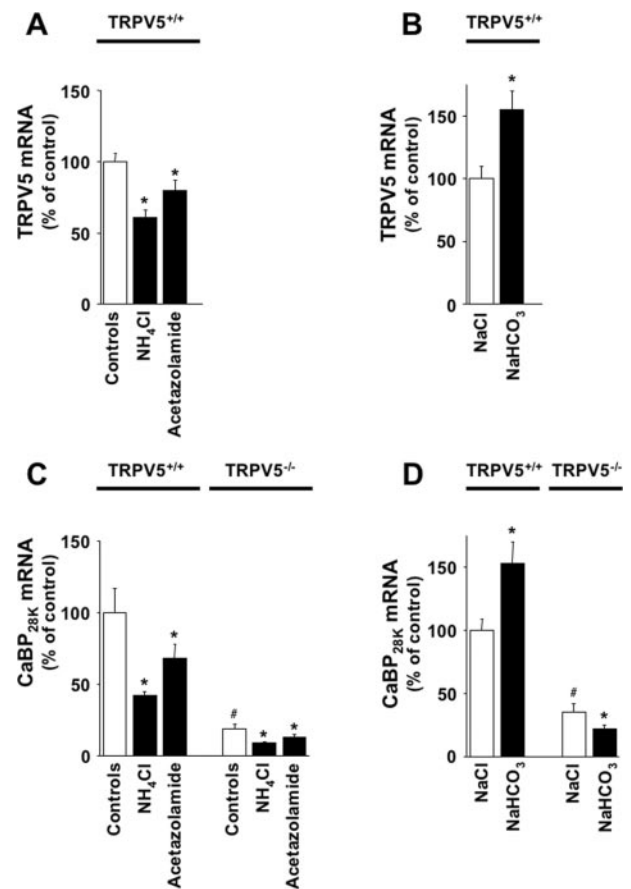 A
TRPV5+/+
TRPV5 mRNA
(% of control)
150
100
50
0
Controls
NH4Cl
Acetazolamide
*
*
B
TRPV5+/+
TRPV5 mRNA
(% of control)
150
100
50
0
NaCl
NaHCO3
*
C
TRPV5+/+
TRPV5-/-
CaBP28K mRNA
(% of control)
150
100
50
0
Controls
NH4Cl
Acetazolamide
Controls
NH4Cl
Acetazolamide
*
*
#
*
*
D
TRPV5+/+
TRPV5-/-
CaBP28K mRNA
(% of control)
150
100
50
0
NaCl
NaHCO3
NaCl
NaHCO3
*
#
*